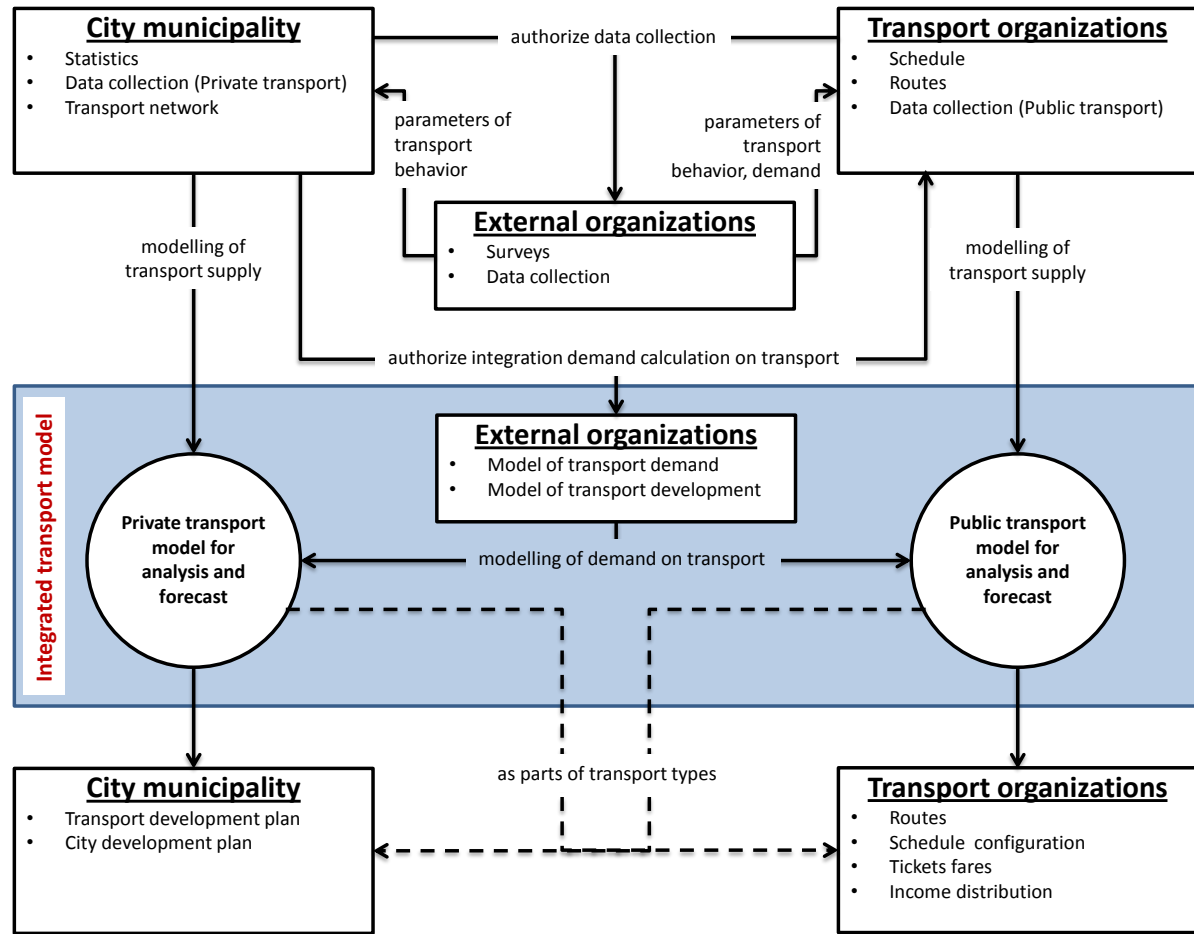 City municipality
• Statistics
• Data collection (Private transport)
• Transport network
authorize data collection
Transport organizations
• Schedule
• Routes
• Data collection (Public transport)
parameters of
transport
behavior
parameters of
transport
behavior, demand
External organizations
• Surveys
• Data collection
modelling of
transport supply
modelling of
transport supply
authorize integration demand calculation on transport
Integrated transport model
External organizations
• Model of transport demand
• Model of transport development
Private transport
model for
analysis and
forecast
modelling of demand on transport
Public transport
model for
analysis and
forecast
as parts of transport types
City municipality
• Transport development plan
• City development plan
Transport organizations
• Routes
• Schedule configuration
• Tickets fares
• Income distribution